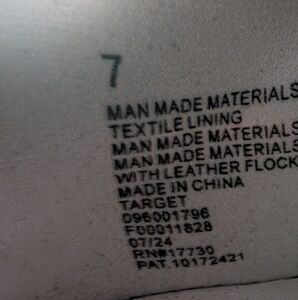 7
MAN MADE MATERIALS
TEXTILE LINING
MAN MADE MATERIALS
MAN MADE MATERIALS
WITH LEATHER FLOCK
MADE IN CHINA
TARGET
096001796
F00011828
07/24
RN#17730
PAT.10172421